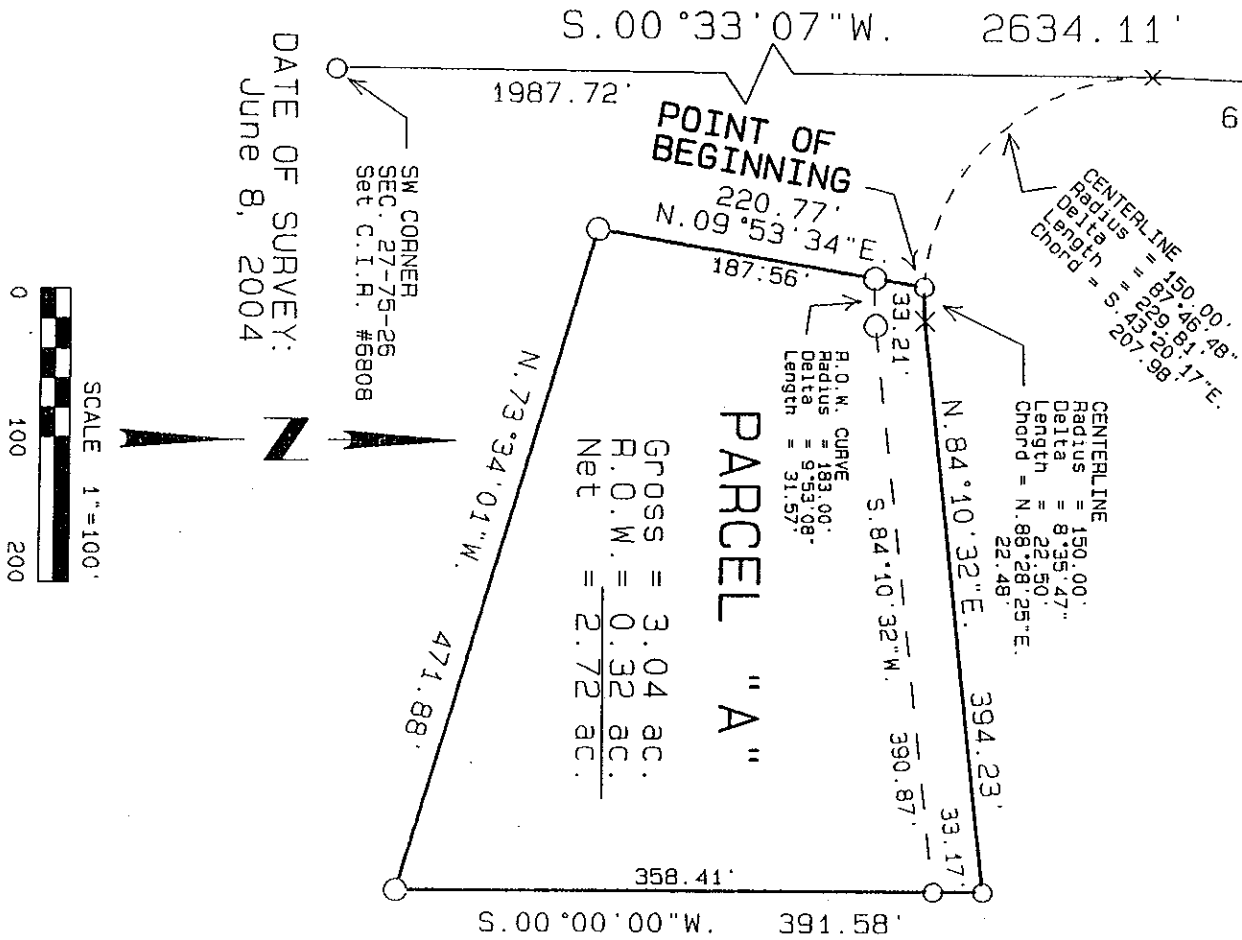 S.00°33'07"W. 2634.11'
1987.72'
6
POINT OF
BEGINNING
220.77'
N.09°53'34"E.
187.56'
33.21'
CENTERLINE
Radius = 150.00'
Delta = 87°46'48"
Length = 229.81'
Chord = S.43°20'17"E.
207.98'
CENTERLINE
Radius = 150.00'
Delta = 8°35'47"
Length = 22.50'
Chord = N.88°28'25"E.
22.48'
R.O.W. CURVE
Radius = 183.00'
Delta = 9°53'08"
Length = 31.57'
N.84°10'32"E. 394.23'
S.84°10'32"W. 390.87'
33.17'
PARCEL "A"
Gross = 3.04 ac.
R.O.W. = 0.32 ac.
Net = 2.72 ac.
N.73°34'01"W. 471.88'
358.41'
S.00°00'00"W. 391.58'
SW CORNER
SEC. 27-75-26
Set C.I.R. #6808
DATE OF SURVEY:
June 8, 2004
N
SCALE 1"=100'
0 100 200